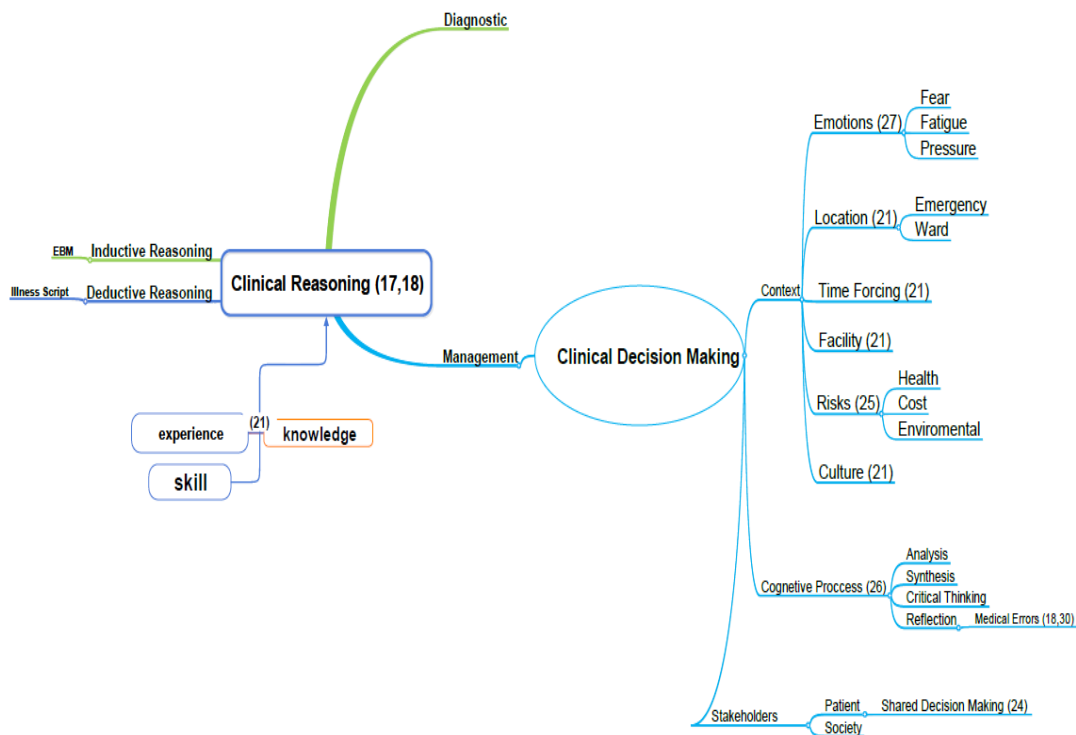 Diagnostic
EBM
Inductive Reasoning
Illness Script
Deductive Reasoning
Clinical Reasoning (17,18)
(21)
experience
knowledge
skill
Management
Clinical Decision Making
Context
Emotions (27)
Fear
Fatigue
Pressure
Location (21)
Emergency
Ward
Time Forcing (21)
Facility (21)
Risks (25)
Health
Cost
Enviromental
Culture (21)
Cognetive Proccess (26)
Analysis
Synthesis
Critical Thinking
Reflection
Medical Errors (18,30)
Stakeholders
Patient
Shared Decision Making (24)
Society